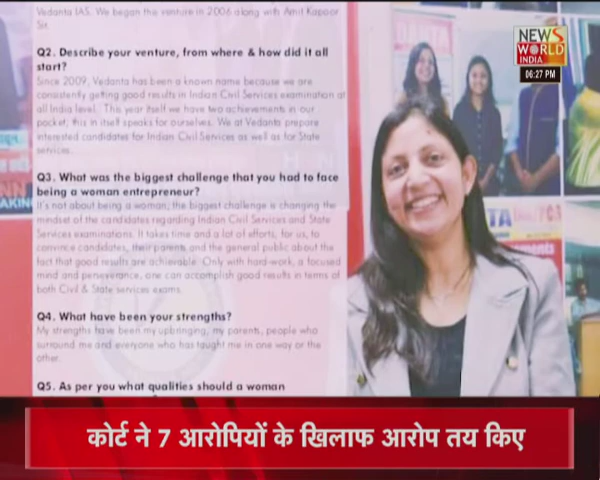 Vedanta IAS. We began the venture in 2006 along with Amit Kapoor
Sir.
Q2. Describe your venture, from where & how did it all
start?
Since 2009, Vedanta has been a known name because we are
consistently getting good results in Indian Civil Services examination at
all India level. The year itself we have two achievements in our
pocket; this in itself speaks for ourselves. We at Vedanta prepare
interested candidates for Indian Civil Services as well as for State
services.
Q3. What was the biggest challenge that you had to face
being a woman entrepreneur?
It's not about being a woman; the biggest challenge is changing the
mindset of the candidates regarding Indian Civil Services and State
Services examinations. It takes time and a lot of efforts, for us, to
convince candidates, their parents and the general public about the
fact that good results are achievable. Only with hard-work, a focused
mind and perseverance, one can accomplish good results in terms of
both Civil & State services exams.
Q4. What have been your strengths?
My strengths have been my upbringing, my parents, people who
surround me and everyone who has taught me in one way or the
other.
Q5. As per you what qualities should a woman
NEWS
WORLD
INDIA
06:27 PM
कोर्ट ने 7 आरोपियों के खिलाफ आरोप तय किए